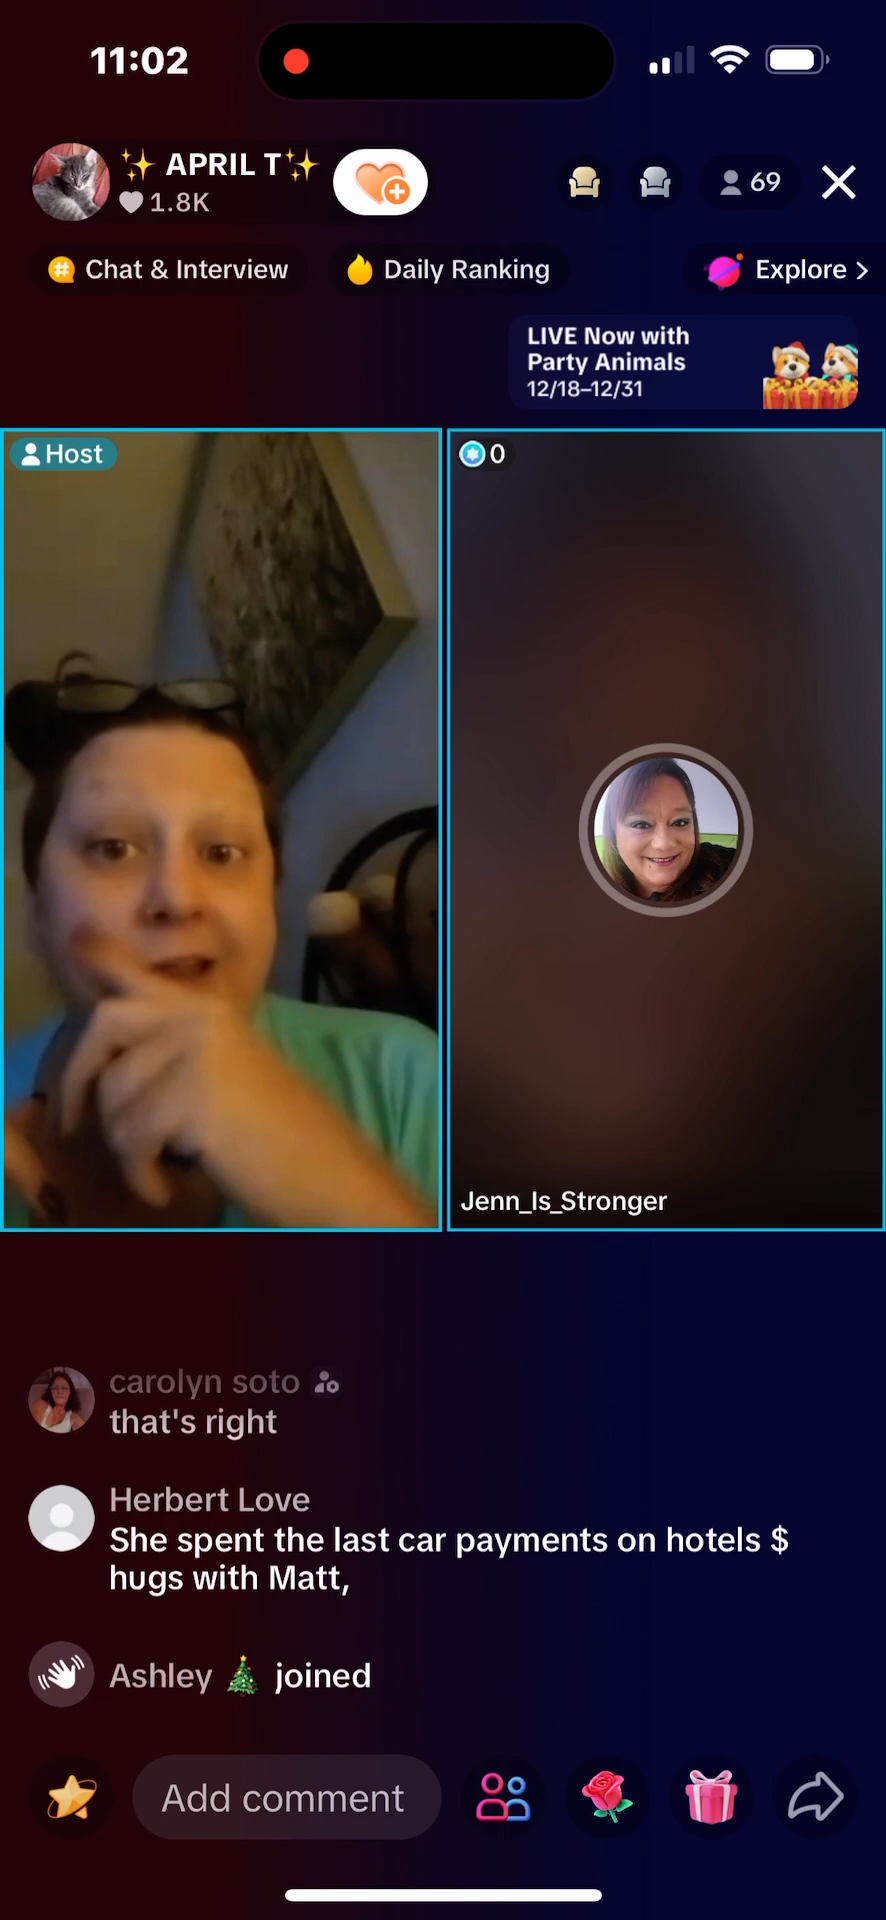 11:02
✨ APRIL T✨
1.8K
69
Chat & Interview
Daily Ranking
Explore >
LIVE Now with
Party Animals
12/18–12/31
Host
0
Jenn_Is_Stronger
carolyn soto
that's right
Herbert Love
She spent the last car payments on hotels $
hugs with Matt,
Ashley 🎄 joined
Add comment